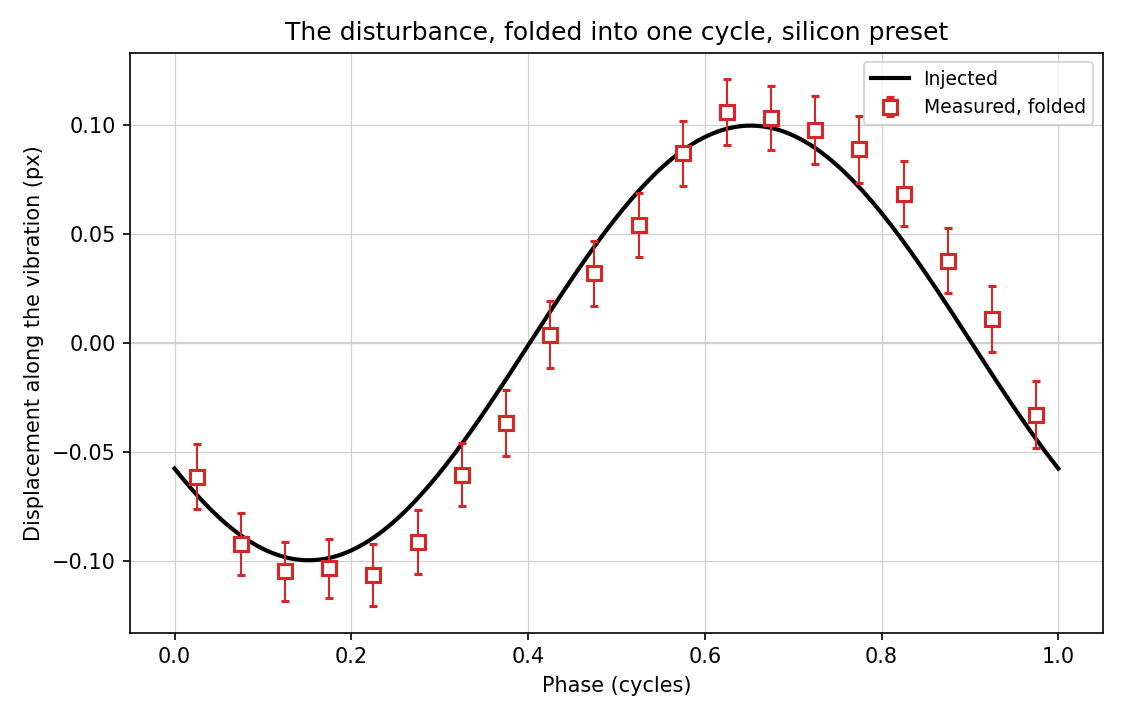 The disturbance, folded into one cycle, silicon preset
Injected
Measured, folded
Displacement along the vibration (px)
0.10
0.05
0.00
−0.05
−0.10
0.0 0.2 0.4 0.6 0.8 1.0
Phase (cycles)